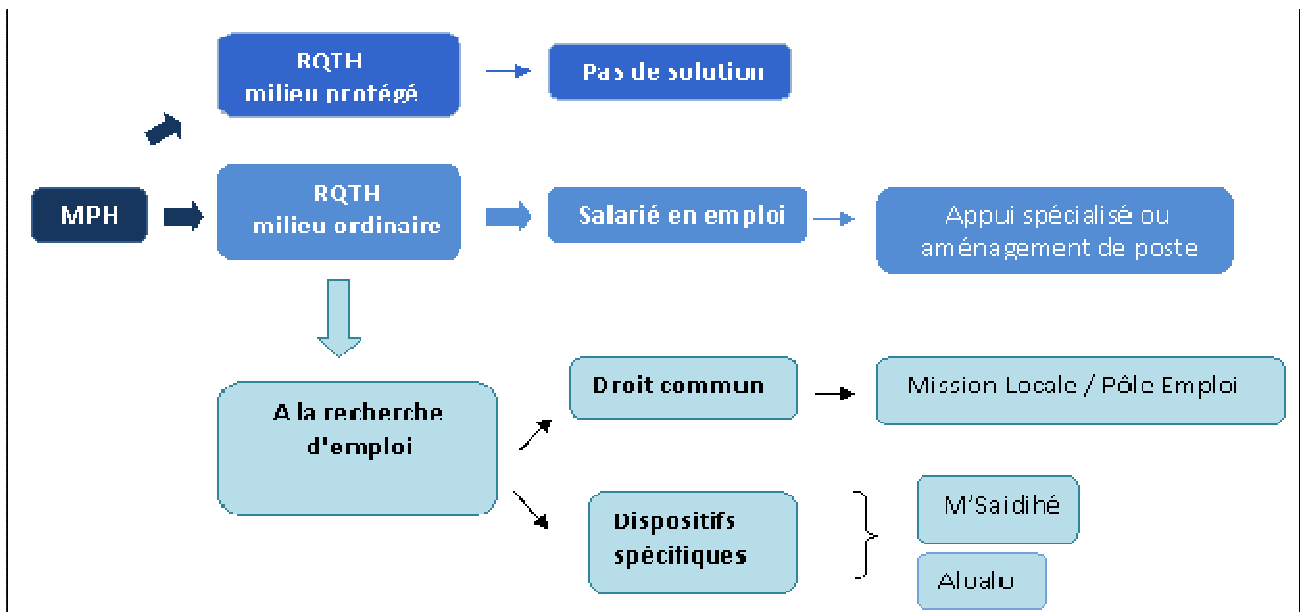 RQTH
milieu protégé
Pas de solution
MPH
RQTH
milieu ordinaire
Salarié en emploi
Appui spécialisé ou
aménagement de poste
A la recherche
d'emploi
Droit commun
Mission Locale / Pôle Emploi
Dispositifs
spécifiques
M'Saidihé
Alualu